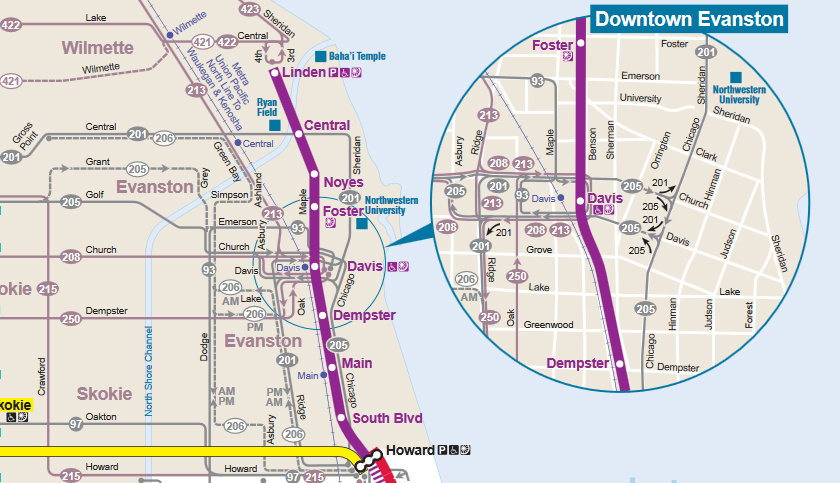 422
Lake
Wilmette
421
Wilmette
Wilmette
423
Sheridan
Central
421
422
4th
3rd
Baha'i Temple
Linden
P
213
Metra
Union Pacific
North Line To
Waukegan & Kenosha
Ryan
Field
Gross
Point
201
Central
201
206
Central
Central
Green Bay
Sheridan
Grant
205
Grey
Evanston
Noyes
Ashland
Simpson
Maple
205
Golf
201
Northwestern
University
Foster
213
Emerson
93
Asbury
208
Church
Church
93
Davis
Davis
Davis
okie
215
206
AM
Lake
Oak
Chicago
250
Dempster
206
PM
Dempster
Evanston
205
201
Main
Main
Crawford
North Shore Channel
Dodge
Skokie
AM
PM
PM
AM
Ridge
Chicago
kokie
Oakton
97
206
Asbury
206
South Blvd
Howard
P
Howard
215
Howard
97
215
Downtown Evanston
Foster
Foster
201
93
Emerson
Sheridan
Northwestern
University
University
213
Sheridan
Asbury
Ridge
Maple
Benson
Sherman
Orrington
Chicago
Clark
208
213
Hinman
205
201
93
213
Davis
Davis
205
201
205
Church
201
208
201
208
213
205
205
Davis
201
Grove
Judson
Sheridan
Ridge
206
AM
250
Lake
Lake
250
Oak
Greenwood
205
Hinman
Judson
Forest
Chicago
Dempster
Dempster